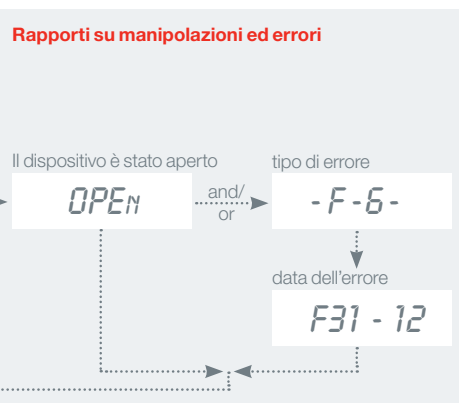 Rapporti su manipolazioni ed errori
Il dispositivo è stato aperto
tipo di errore
OPEn
and/
or
-F-6-
data dell'errore
F31 - 12